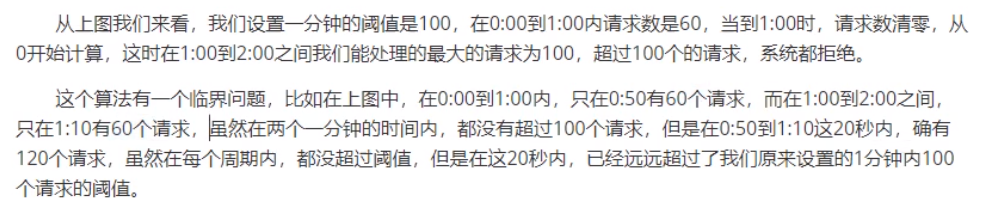 从上图我们来看，我们设置一分钟的阈值是100，在0:00到1:00内请求数是60，当到1:00时，请求数清零，从
0开始计算，这时在1:00到2:00之间我们能处理的最大的请求为100，超过100个的请求，系统都拒绝。
这个算法有一个临界问题，比如在上图中，在0:00到1:00内，只在0:50有60个请求，而在1:00到2:00之间，
只在1:10有60个请求，虽然在两个一分钟的时间内，都没有超过100个请求，但是在0:50到1:10这20秒内，确有
120个请求，虽然在每个周期内，都没超过阈值，但是在这20秒内，已经远远超过了我们原来设置的1分钟内100
个请求的阈值。